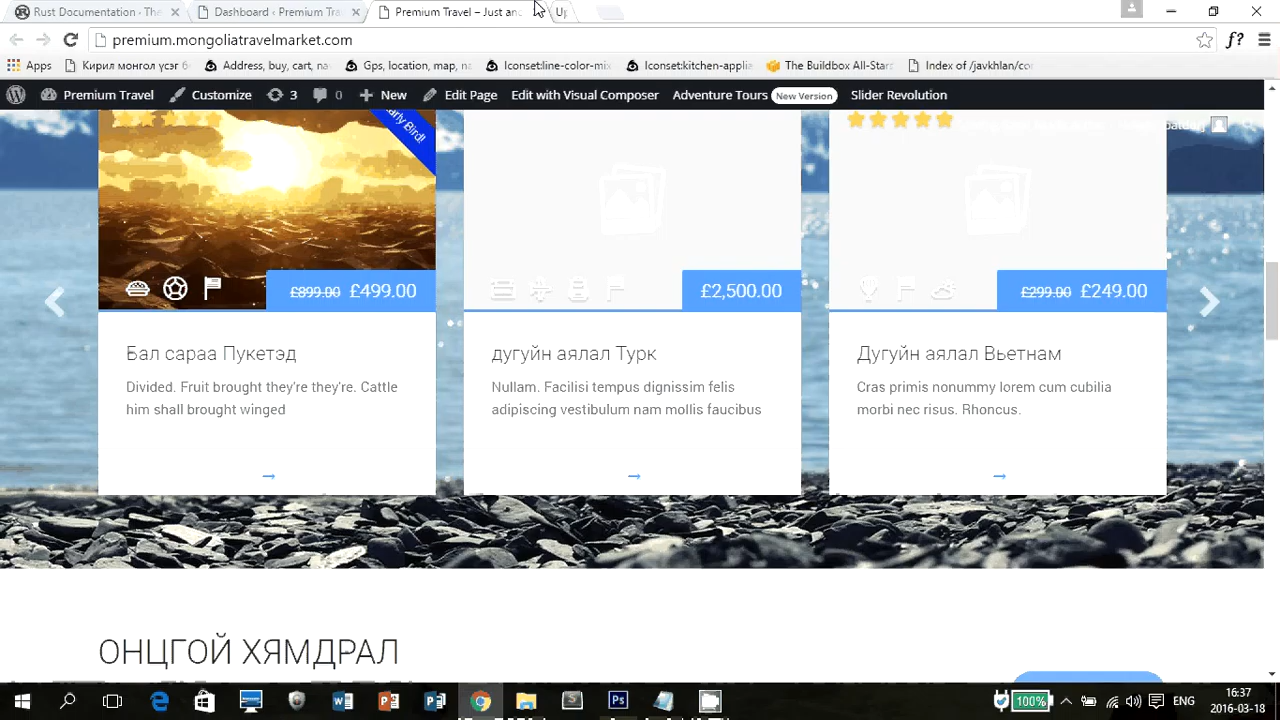 Rust Documentation - The
Dashboard ‹ Premium Tra
Premium Travel – Just an
Up
premium.mongoliatravelmarket.com
f?
Apps
Кирил монгол үсэг б
Address, buy, cart, na
Gps, location, map, n
Iconset:line-color-mix
Iconset:kitchen-applia
The Buildbox All-Stars
Index of /javkhlan/co
Premium Travel
Customize
3
0
New
Edit Page
Edit with Visual Composer
Adventure Tours
New Version
Slider Revolution
Early Bird!
£899.00 £499.00
£2,500.00
£299.00 £249.00
Бал сараа Пукетэд
дугуйн аялал Турк
Дугуйн аялал Вьетнам
Divided. Fruit brought they're they're. Cattle
him shall brought winged
Nullam. Facilisi tempus dignissim felis
adipiscing vestibulum nam mollis faucibus
Cras primis nonummy lorem cum cubilia
morbi nec risus. Rhoncus.
ОНЦГОЙ ХЯМДРАЛ
100%
ENG
16:37
2016-03-18